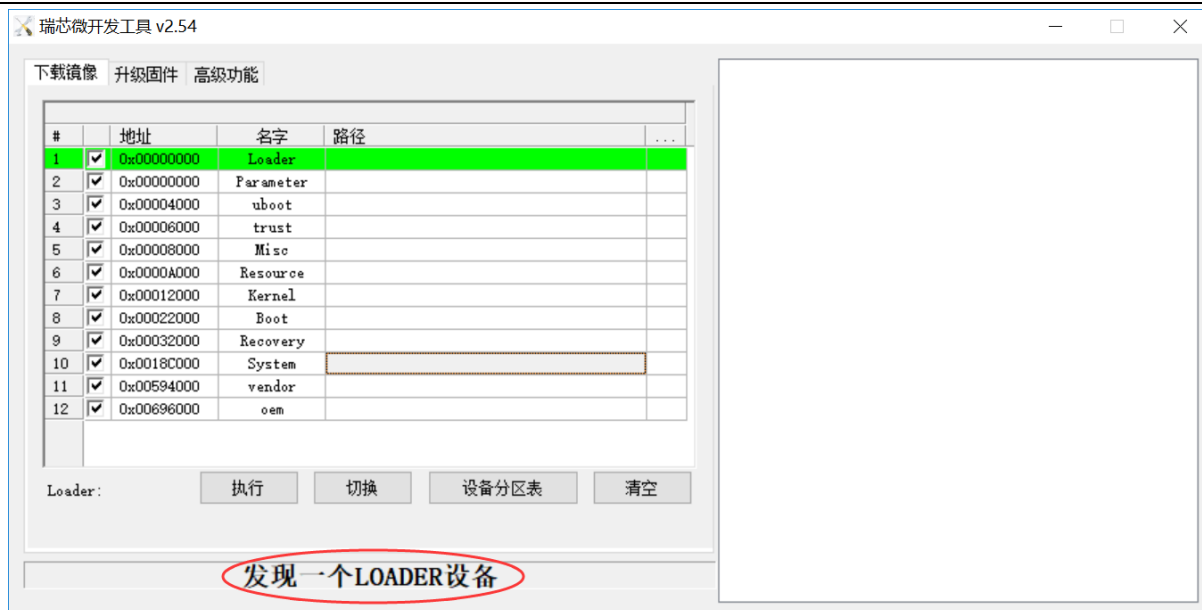 瑞芯微开发工具 v2.54
下载镜像 升级固件 高级功能
# 地址 名字 路径 ...
1 0x00000000 Loader
2 0x00000000 Parameter
3 0x00004000 uboot
4 0x00006000 trust
5 0x00008000 Misc
6 0x0000A000 Resource
7 0x00012000 Kernel
8 0x00022000 Boot
9 0x00032000 Recovery
10 0x0018C000 System
11 0x00594000 vendor
12 0x00696000 oem
Loader: 执行 切换 设备分区表 清空
发现一个LOADER设备